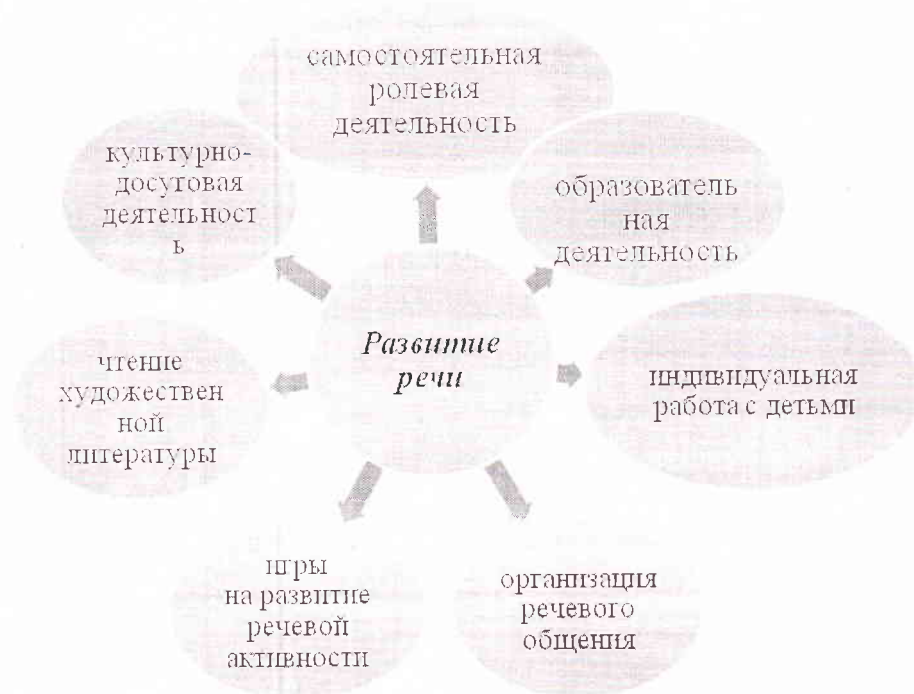 самостоятельная
ролевая
деятельность
культурно-
досуговая
деятельност
ь
образователь
ная
деятельность
Развитие
речи
чтение
художествен
ной
литературы
индивидуальная
работа с детьми
игры
на развитие
речевой
активности
организация
речевого
общения